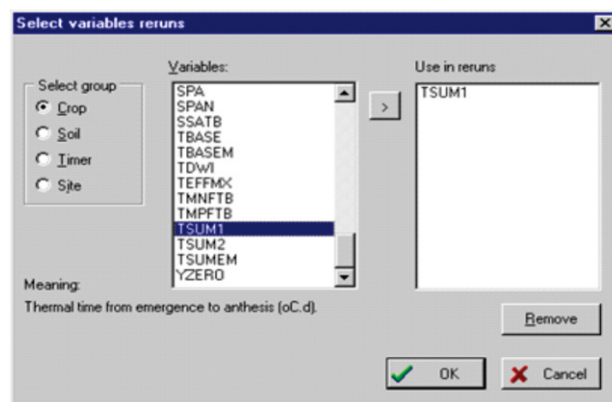 Select variables reruns
Select group
Crop
Soil
Timer
Site
Variables:
SPA
SPAN
SSATB
TBASE
TBASEM
TDWI
TEFFMX
TMNFTB
TMPFTB
TSUM1
TSUM2
TSUMEM
YZERO
>
Use in reruns
TSUM1
Meaning:
Thermal time from emergence to anthesis (oC.d).
Remove
OK
Cancel